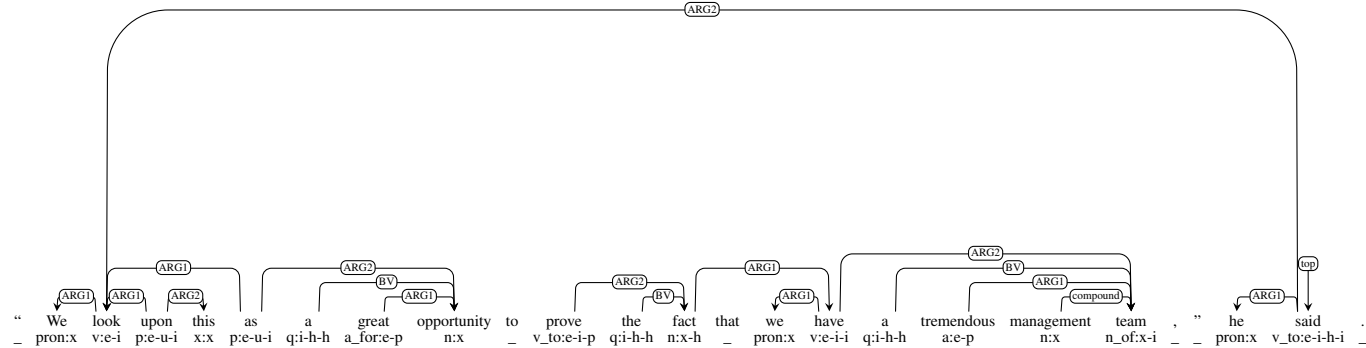 ARG2
top
ARG2
ARG1 ARG2 ARG1 BV
BV ARG2 ARG1
ARG1 ARG1 ARG2 ARG1 BV ARG1 compound ARG1
“ We look upon this as a great opportunity to prove the fact that we have a tremendous management team , ” he said .
_ pron:x v:e-i p:e-u-i x:x p:e-u-i q:i-h-h a_for:e-p n:x _ v_to:e-i-p q:i-h-h n:x-h _ pron:x v:e-i-i q:i-h-h a:e-p n:x n_of:x-i _ _ pron:x v_to:e-i-h-i _